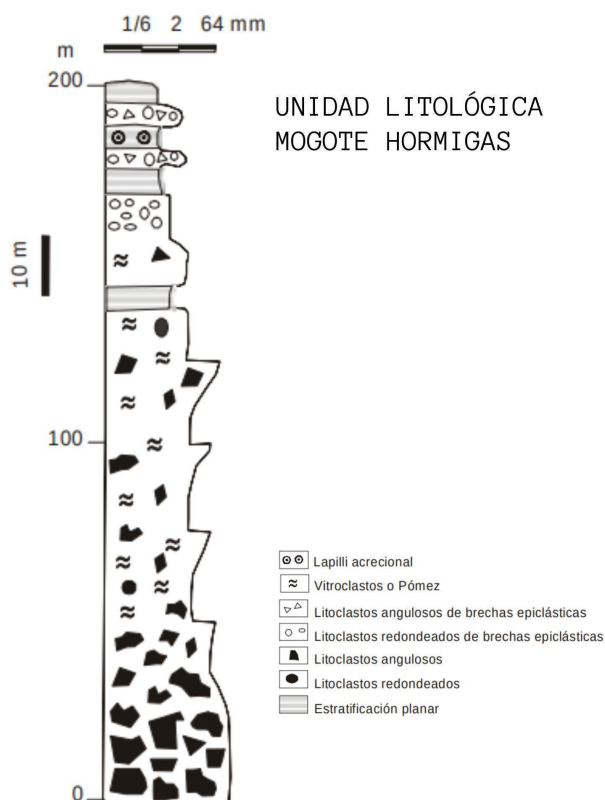 1/6 2 64 mm
m
200
UNIDAD LITOLÓGICA
MOGOTE HORMIGAS
10 m
100
Lapilli acrecional
Vitroclastos o Pómez
Litoclastos angulosos de brechas epiclásticas
Litoclastos redondeados de brechas epiclásticas
Litoclastos angulosos
Litoclastos redondeados
Estratificación planar
0